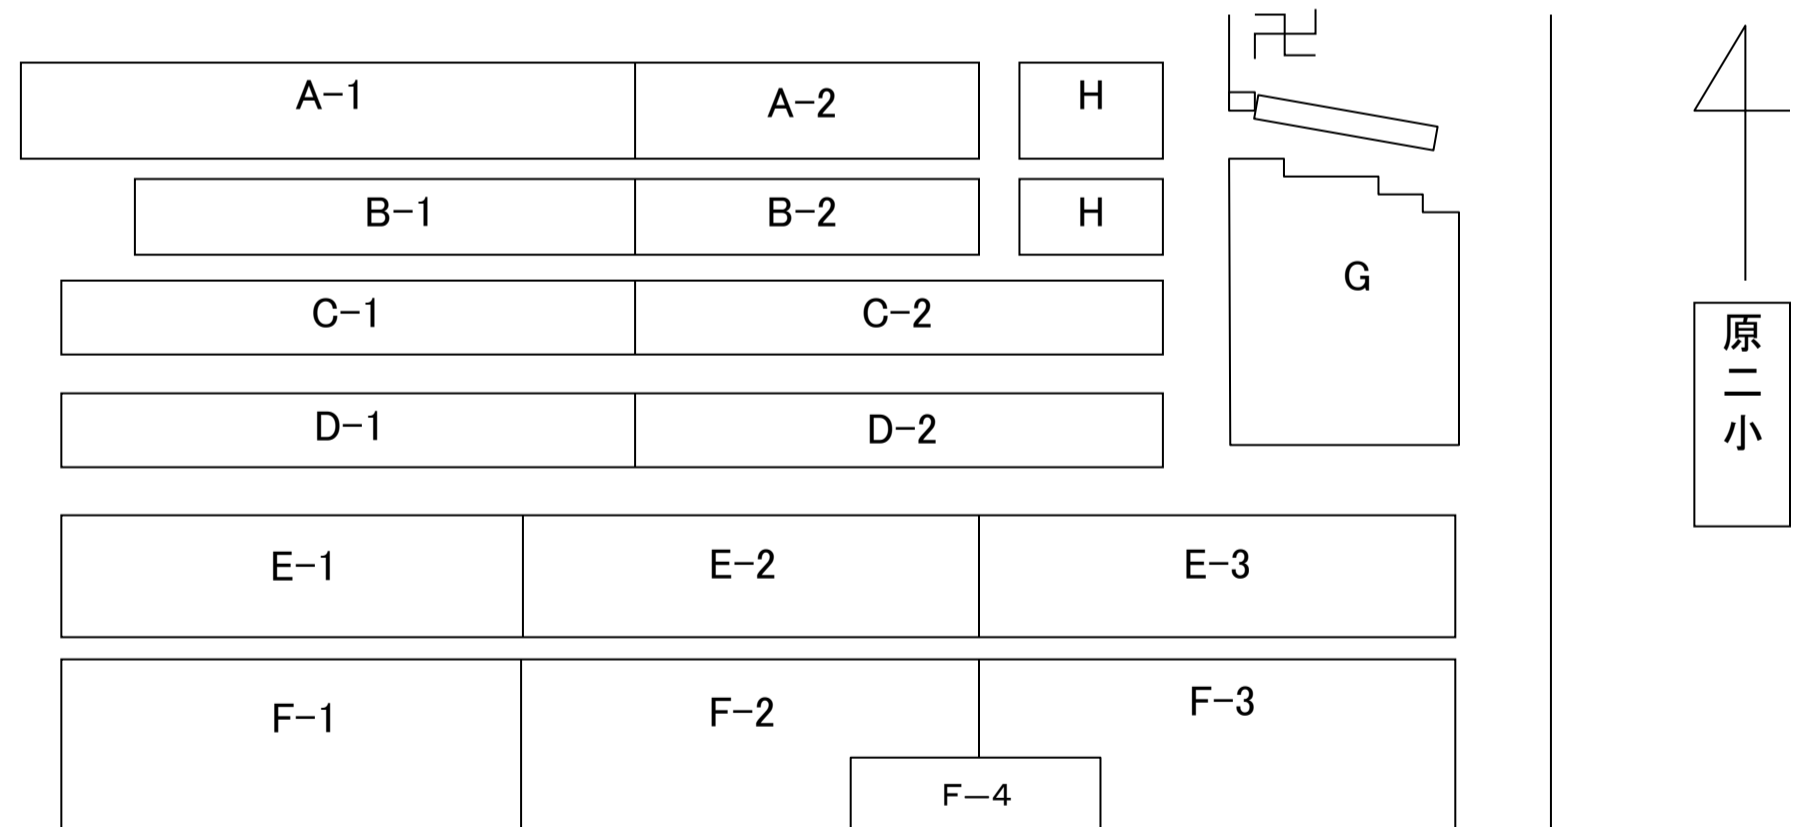 A-1
A-2
H
B-1
B-2
H
G
C-1
C-2
D-1
D-2
原二小
E-1
E-2
E-3
F-1
F-2
F-3
F-4